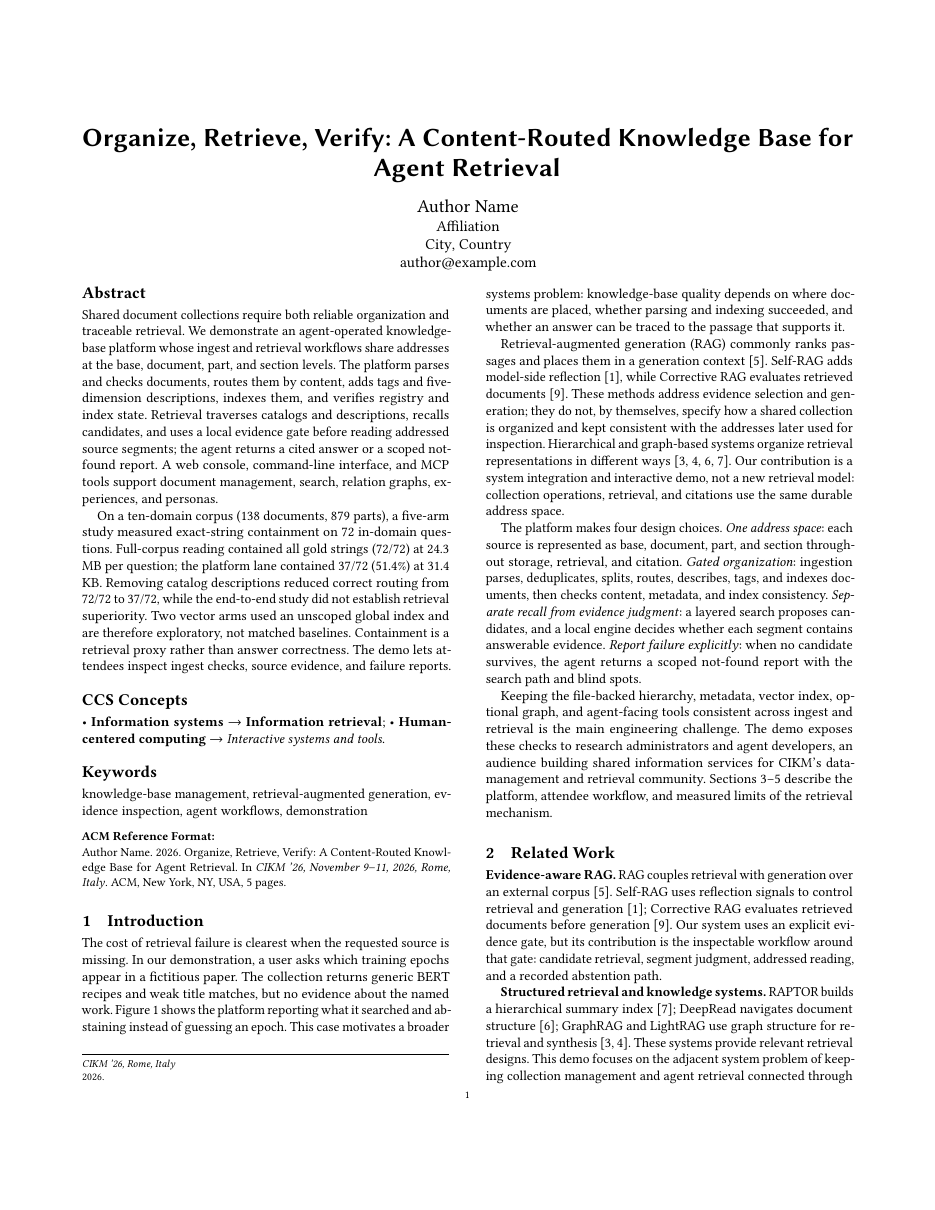 Organize, Retrieve, Verify: A Content-Routed Knowledge Base for
Agent Retrieval
Author Name
Affiliation
City, Country
author@example.com
Abstract
Shared document collections require both reliable organization and
traceable retrieval. We demonstrate an agent-operated knowledge-
base platform whose ingest and retrieval workflows share addresses
at the base, document, part, and section levels. The platform parses
and checks documents, routes them by content, adds tags and five-
dimension descriptions, indexes them, and verifies registry and
index state. Retrieval traverses catalogs and descriptions, recalls
candidates, and uses a local evidence gate before reading addressed
source segments; the agent returns a cited answer or a scoped not-
found report. A web console, command-line interface, and MCP
tools support document management, search, relation graphs, ex-
periences, and personas.
On a ten-domain corpus (138 documents, 879 parts), a five-arm
study measured exact-string containment on 72 in-domain ques-
tions. Full-corpus reading contained all gold strings (72/72) at 24.3
MB per question; the platform lane contained 37/72 (51.4%) at 31.4
KB. Removing catalog descriptions reduced correct routing from
72/72 to 37/72, while the end-to-end study did not establish retrieval
superiority. Two vector arms used an unscoped global index and
are therefore exploratory, not matched baselines. Containment is a
retrieval proxy rather than answer correctness. The demo lets at-
tendees inspect ingest checks, source evidence, and failure reports.
CCS Concepts
• Information systems → Information retrieval; • Human-
centered computing → Interactive systems and tools.
Keywords
knowledge-base management, retrieval-augmented generation, ev-
idence inspection, agent workflows, demonstration
ACM Reference Format:
Author Name. 2026. Organize, Retrieve, Verify: A Content-Routed Knowl-
edge Base for Agent Retrieval. In CIKM '26, November 9–11, 2026, Rome,
Italy. ACM, New York, NY, USA, 5 pages.
1 Introduction
The cost of retrieval failure is clearest when the requested source is
missing. In our demonstration, a user asks which training epochs
appear in a fictitious paper. The collection returns generic BERT
recipes and weak title matches, but no evidence about the named
work. Figure 1 shows the platform reporting what it searched and ab-
staining instead of guessing an epoch. This case motivates a broader
CIKM '26, Rome, Italy
2026.
systems problem: knowledge-base quality depends on where doc-
uments are placed, whether parsing and indexing succeeded, and
whether an answer can be traced to the passage that supports it.
Retrieval-augmented generation (RAG) commonly ranks pas-
sages and places them in a generation context [5]. Self-RAG adds
model-side reflection [1], while Corrective RAG evaluates retrieved
documents [9]. These methods address evidence selection and gen-
eration; they do not, by themselves, specify how a shared collection
is organized and kept consistent with the addresses later used for
inspection. Hierarchical and graph-based systems organize retrieval
representations in different ways [3, 4, 6, 7]. Our contribution is a
system integration and interactive demo, not a new retrieval model:
collection operations, retrieval, and citations use the same durable
address space.
The platform makes four design choices. One address space: each
source is represented as base, document, part, and section through-
out storage, retrieval, and citation. Gated organization: ingestion
parses, deduplicates, splits, routes, describes, tags, and indexes doc-
uments, then checks content, metadata, and index consistency. Sep-
arate recall from evidence judgment: a layered search proposes can-
didates, and a local engine decides whether each segment contains
answerable evidence. Report failure explicitly: when no candidate
survives, the agent returns a scoped not-found report with the
search path and blind spots.
Keeping the file-backed hierarchy, metadata, vector index, op-
tional graph, and agent-facing tools consistent across ingest and
retrieval is the main engineering challenge. The demo exposes
these checks to research administrators and agent developers, an
audience building shared information services for CIKM's data-
management and retrieval community. Sections 3–5 describe the
platform, attendee workflow, and measured limits of the retrieval
mechanism.
2 Related Work
Evidence-aware RAG. RAG couples retrieval with generation over
an external corpus [5]. Self-RAG uses reflection signals to control
retrieval and generation [1]; Corrective RAG evaluates retrieved
documents before generation [9]. Our system uses an explicit evi-
dence gate, but its contribution is the inspectable workflow around
that gate: candidate retrieval, segment judgment, addressed reading,
and a recorded abstention path.
Structured retrieval and knowledge systems. RAPTOR builds
a hierarchical summary index [7]; DeepRead navigates document
structure [6]; GraphRAG and LightRAG use graph structure for re-
trieval and synthesis [3, 4]. These systems provide relevant retrieval
designs. This demo focuses on the adjacent system problem of keep-
ing collection management and agent retrieval connected through
1